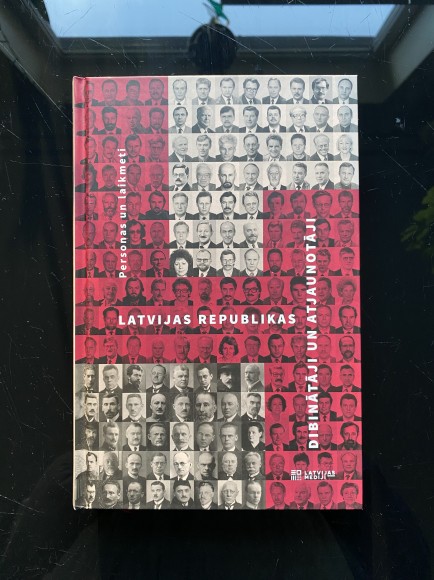 Personas un laikmeti
LATVIJAS REPUBLIKAS
DIBINĀTĀJI UN ATJAUNOTĀJI
LATVIJAS
MEDIJI